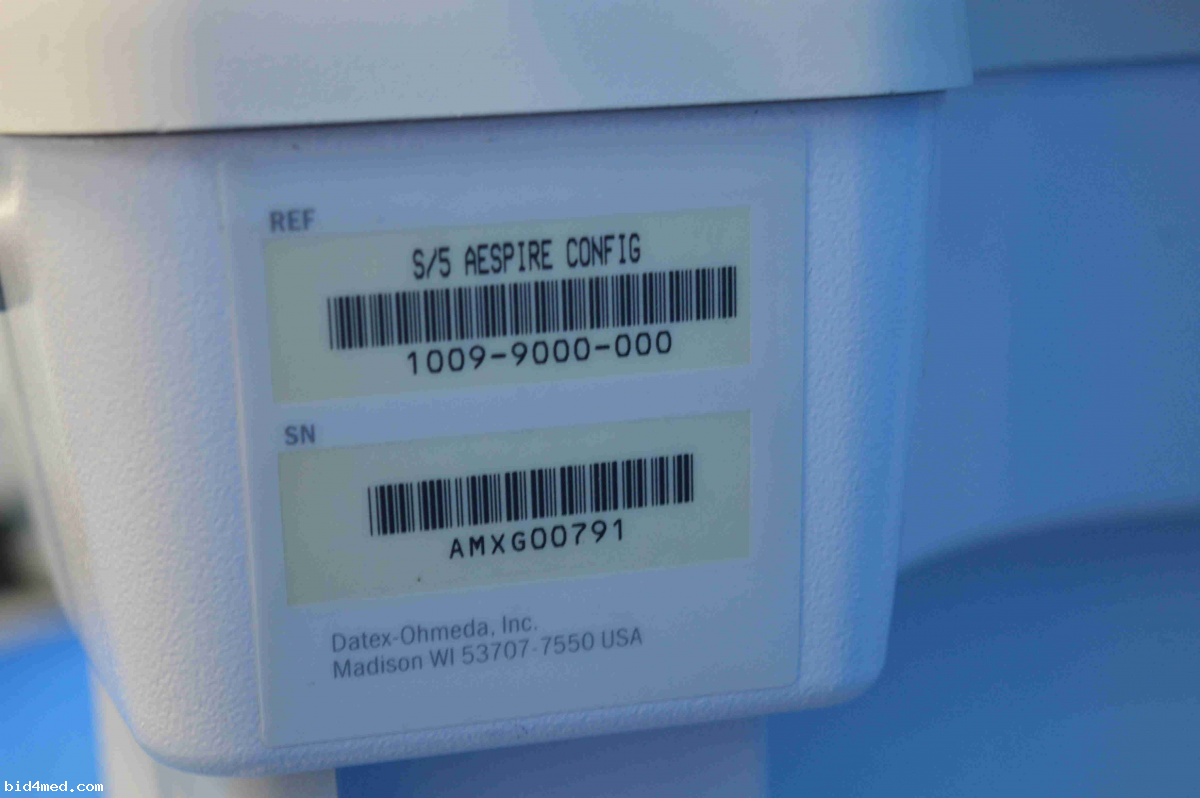 REF
S/5 AESPIRE CONFIG
1009-9000-000
SN
AMXG00791
Datex-Ohmeda, Inc.
Madison WI 53707-7550 USA
bid4med.com